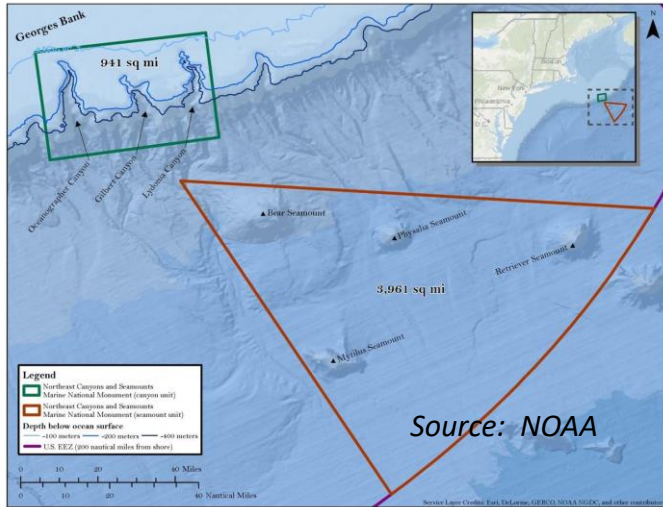 Georges Bank
941 sq mi
Oceanographer Canyon
Gilbert Canyon
Lydonia Canyon
N
Boston
New York
Philadelphia
Bear Seamount
Physalia Seamount
Retriever Seamount
3,961 sq mi
Mytilus Seamount
Source: NOAA
Legend
Northeast Canyons and Seamounts
Marine National Monument (canyon unit)
Northeast Canyons and Seamounts
Marine National Monument (seamount unit)
Depth below ocean surface
-100 meters -200 meters -400 meters
U.S. EEZ (200 nautical miles from shore)
40 Miles
0 10 20 40
Nautical Miles
Service Layer Credits: Esri, DeLorme, GEBCO, NOAA NGDC, and other contributors